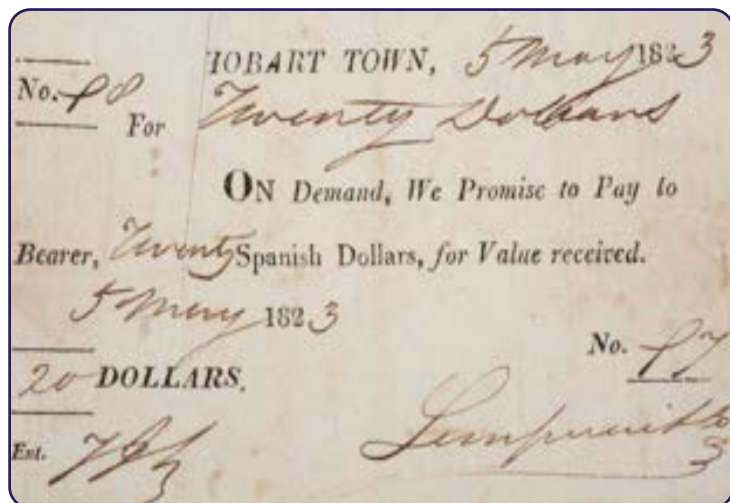 HOBART TOWN, 5 May 1823
No.
For Twenty Dollars
ON Demand, We Promise to Pay to
Bearer, Twenty Spanish Dollars, for Value received.
5 May 1823
No.
20 DOLLARS,
Ent.